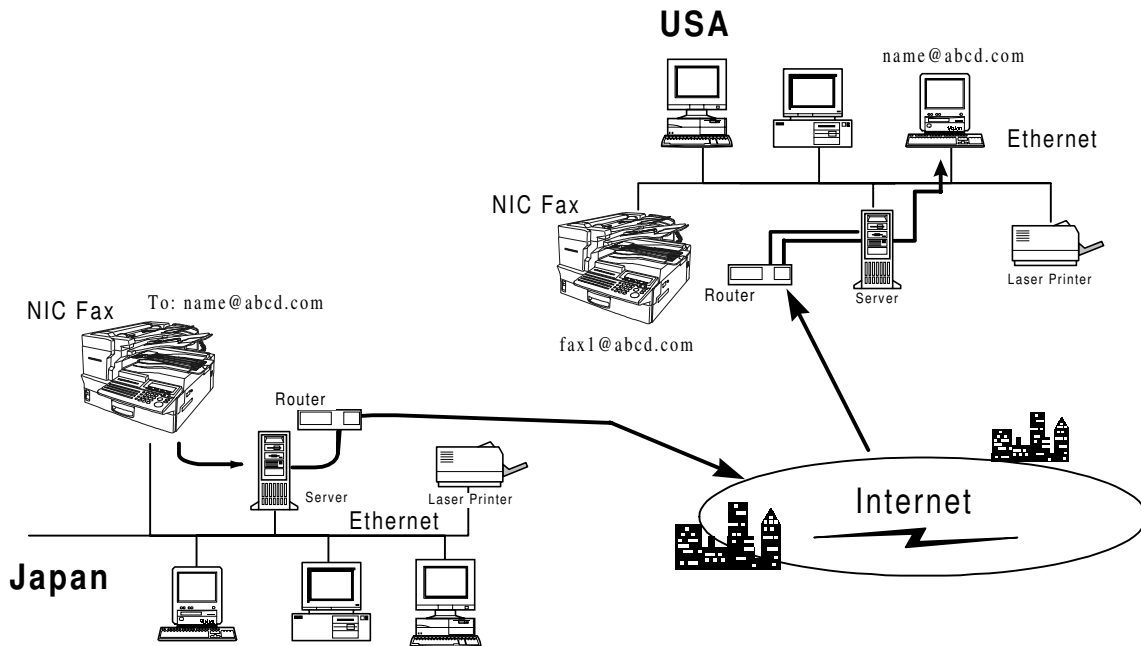 USA
name@abcd.com
Ethernet
NIC Fax
Router
Server
Laser Printer
fax1@abcd.com
NIC Fax
To: name@abcd.com
Router
Server
Laser Printer
Ethernet
Internet
Japan